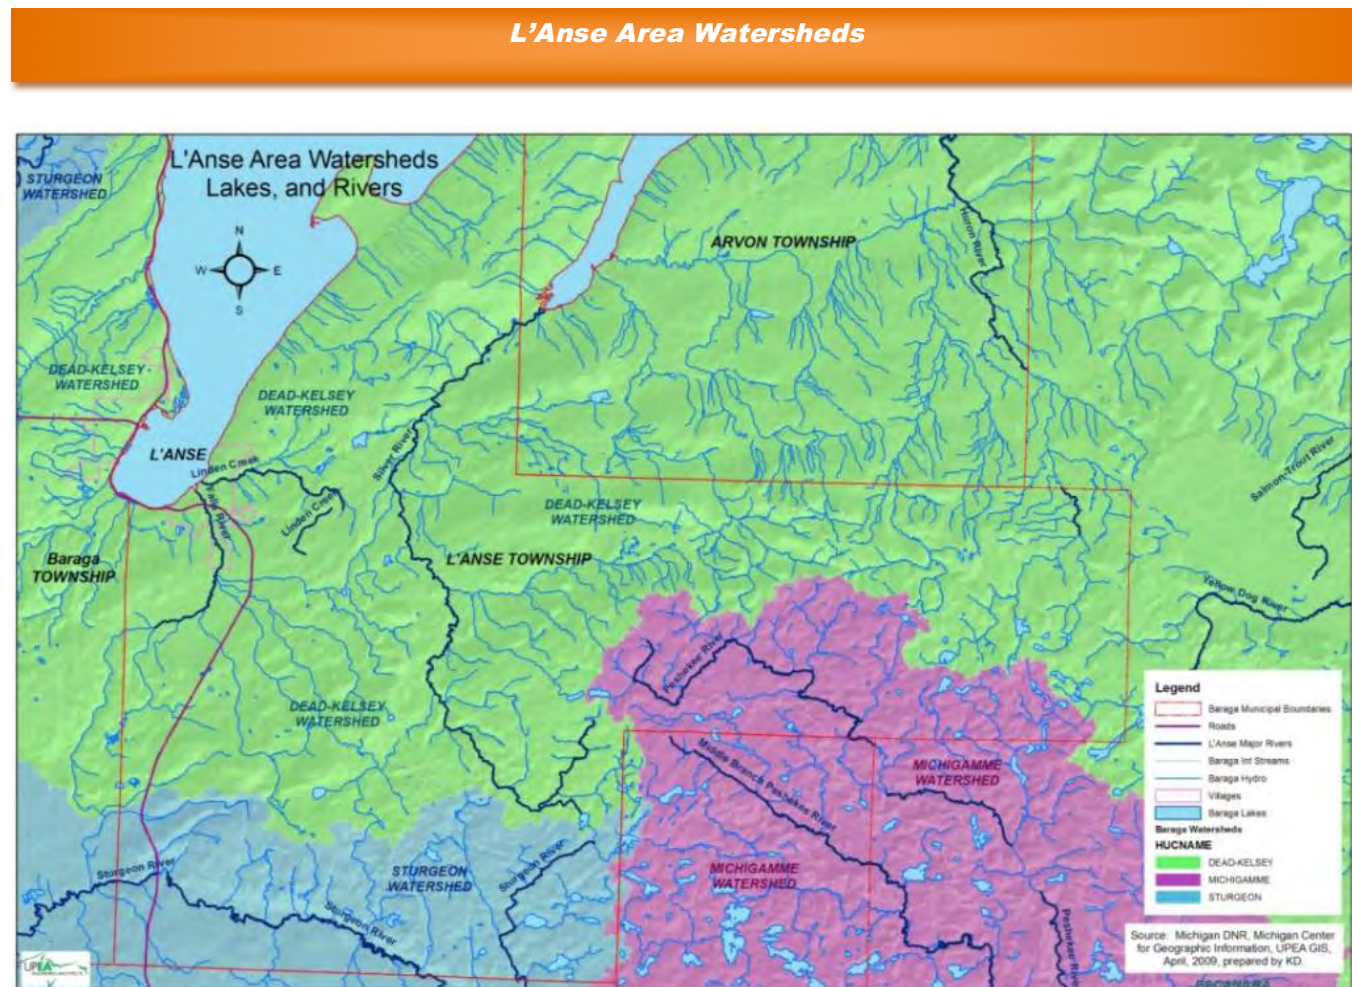 L'Anse Area Watersheds
L'Anse Area Watersheds
Lakes, and Rivers
STURGEON
WATERSHED
N
W
E
S
ARVON TOWNSHIP
Huron River
DEAD-KELSEY
WATERSHED
DEAD-KELSEY
WATERSHED
L'ANSE
Linden Creek
Silver River
Falls River
Linden Creek
Salmon-Trout River
DEAD-KELSEY
WATERSHED
Baraga
TOWNSHIP
L'ANSE TOWNSHIP
Yellow Dog River
Peshekee River
DEAD-KELSEY
WATERSHED
Middle Branch Peshekee River
MICHIGAMME
WATERSHED
Sturgeon River
STURGEON
WATERSHED
Sturgeon River
MICHIGAMME
WATERSHED
Sturgeon River
Peshekee River
Legend
Baraga Municipal Boundaries
Roads
L'Anse Major Rivers
Baraga Int Streams
Baraga Hydro
Villages
Baraga Lakes
Baraga Watersheds
HUCNAME
DEAD-KELSEY
MICHIGAMME
STURGEON
Source: Michigan DNR, Michigan Center
for Geographic Information, UPEA GIS,
April, 2009, prepared by KD.
UPEA
ESCANABA